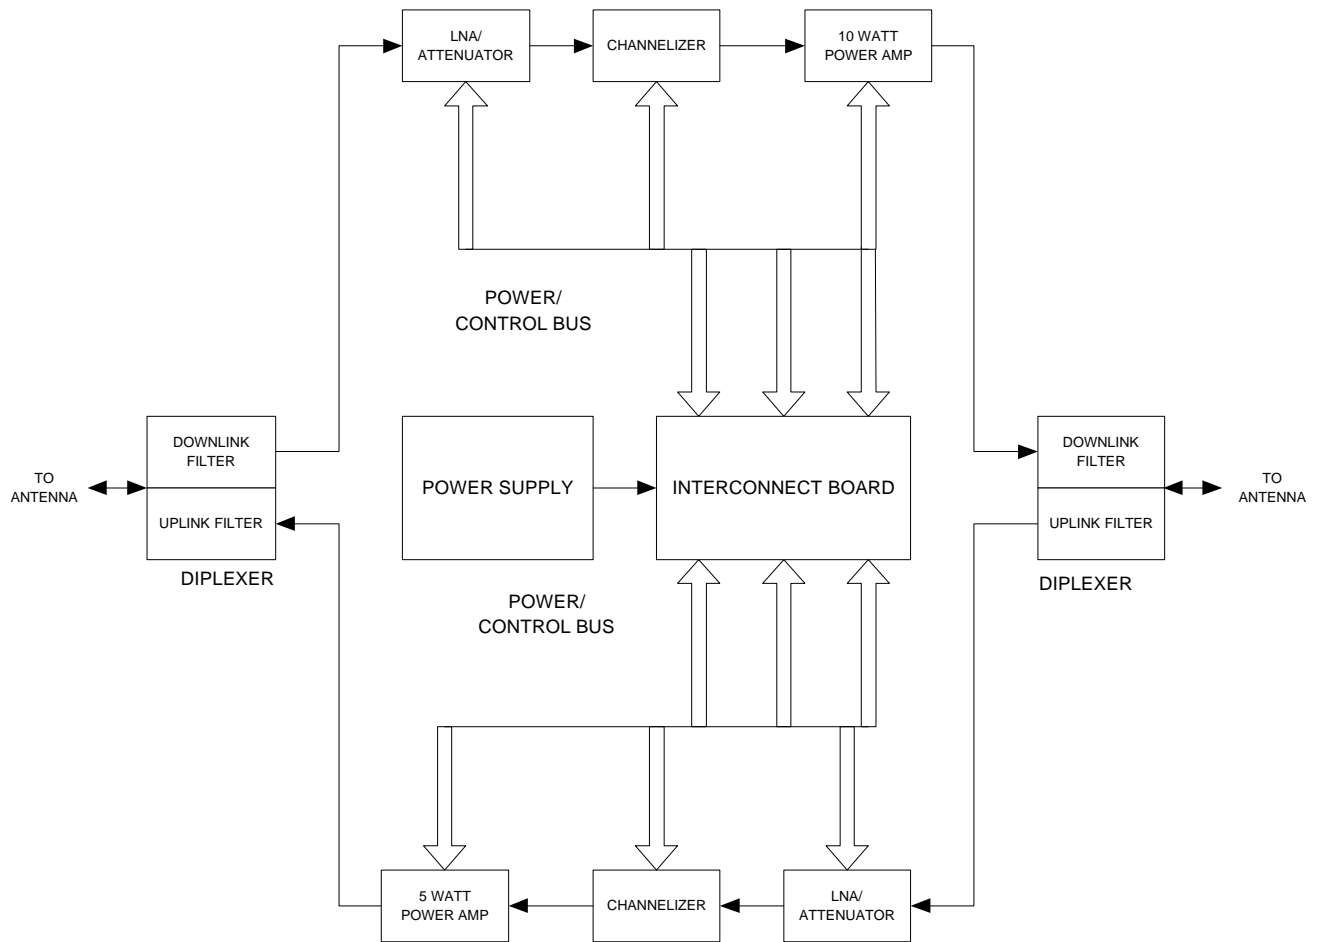 LNA/
ATTENUATOR
CHANNELIZER
10 WATT
POWER AMP
POWER/
CONTROL BUS
DOWNLINK
FILTER
UPLINK FILTER
DIPLEXER
TO
ANTENNA
POWER SUPPLY
INTERCONNECT BOARD
DOWNLINK
FILTER
UPLINK FILTER
DIPLEXER
TO
ANTENNA
POWER/
CONTROL BUS
5 WATT
POWER AMP
CHANNELIZER
LNA/
ATTENUATOR